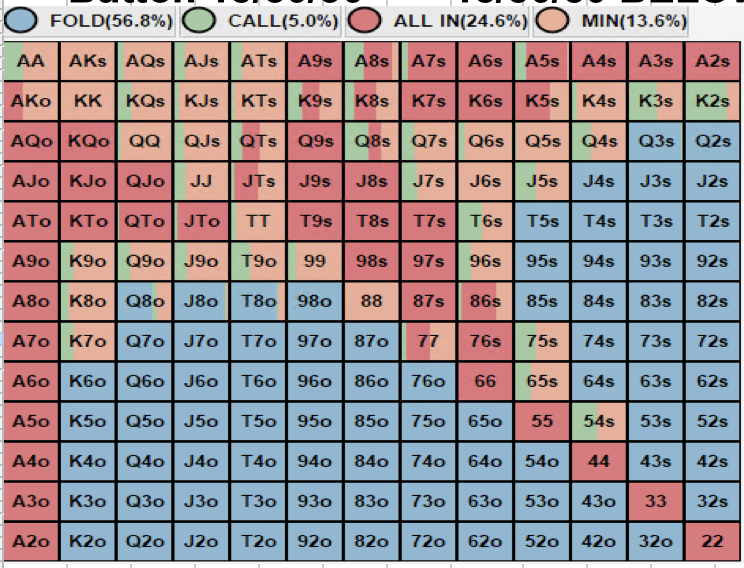 FOLD(56.8%) CALL(5.0%) ALL IN(24.6%) MIN(13.6%)
AA AKs AQs AJs ATs A9s A8s A7s A6s A5s A4s A3s A2s
AKo KK KQs KJs KTs K9s K8s K7s K6s K5s K4s K3s K2s
AQo KQo QQ QJs QTs Q9s Q8s Q7s Q6s Q5s Q4s Q3s Q2s
AJo KJo QJo JJ JTs J9s J8s J7s J6s J5s J4s J3s J2s
ATo KTo QTo JTo TT T9s T8s T7s T6s T5s T4s T3s T2s
A9o K9o Q9o J9o T9o 99 98s 97s 96s 95s 94s 93s 92s
A8o K8o Q8o J8o T8o 98o 88 87s 86s 85s 84s 83s 82s
A7o K7o Q7o J7o T7o 97o 87o 77 76s 75s 74s 73s 72s
A6o K6o Q6o J6o T6o 96o 86o 76o 66 65s 64s 63s 62s
A5o K5o Q5o J5o T5o 95o 85o 75o 65o 55 54s 53s 52s
A4o K4o Q4o J4o T4o 94o 84o 74o 64o 54o 44 43s 42s
A3o K3o Q3o J3o T3o 93o 83o 73o 63o 53o 43o 33 32s
A2o K2o Q2o J2o T2o 92o 82o 72o 62o 52o 42o 32o 22